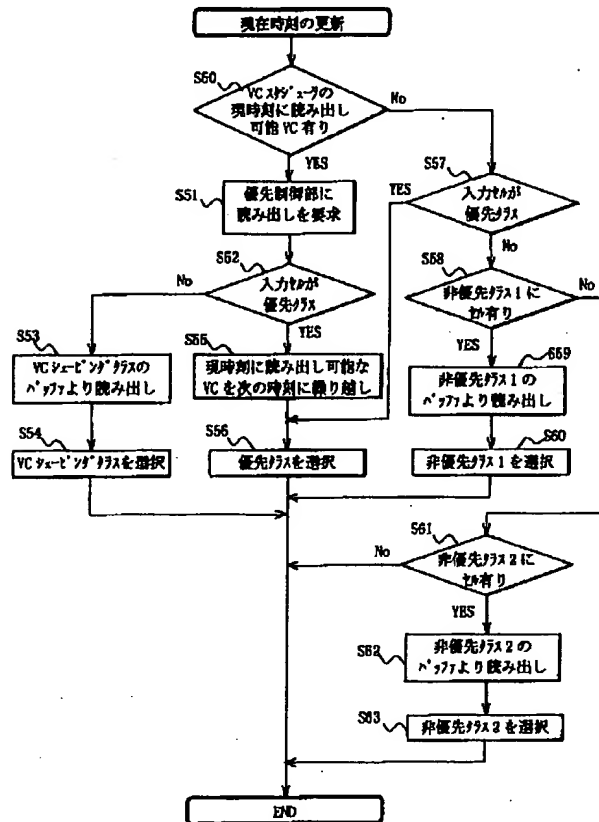 現在時刻の更新
S50
VCスケジューラの
現時刻に読み出し
可能VC有り
No
YES
S51
優先制御部に
読み出しを要求
S57
YES
入力セルが
優先クラス
No
S52
入力セルが
優先クラス
No
YES
S58
非優先クラス1に
セル有り
No
YES
S53
VCシェーピングクラスの
バッファより読み出し
S55
現時刻に読み出し可能な
VCを次の時刻に繰り越し
S59
非優先クラス1の
バッファより読み出し
S54
VCシェーピングクラスを選択
S56
優先クラスを選択
S60
非優先クラス1を選択
S61
非優先クラス2に
セル有り
No
YES
S62
非優先クラス2の
バッファより読み出し
S63
非優先クラス2を選択
END